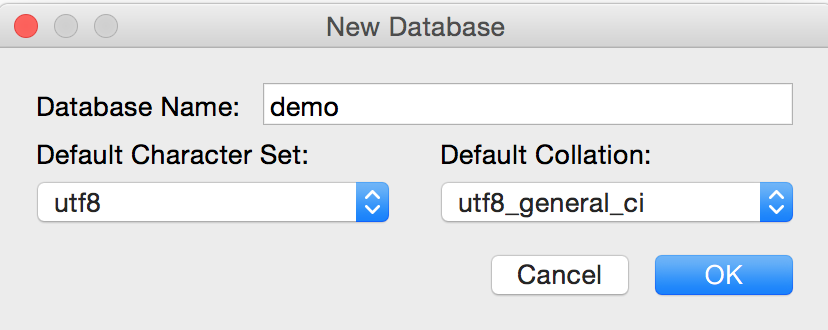 New Database
Database Name: demo
Default Character Set: Default Collation:
utf8 utf8_general_ci
Cancel OK